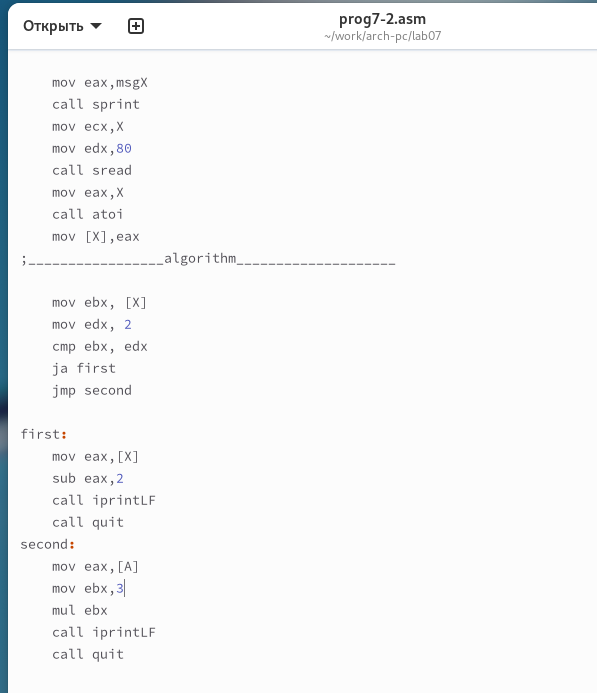 Открыть
prog7-2.asm
~/work/arch-pc/lab07
mov eax,msgX
call sprint
mov ecx,X
mov edx,80
call sread
mov eax,X
call atoi
mov [X],eax
;_________________algorithm____________________
mov ebx, [X]
mov edx, 2
cmp ebx, edx
ja first
jmp second
first:
mov eax,[X]
sub eax,2
call iprintLF
call quit
second:
mov eax,[A]
mov ebx,3
mul ebx
call iprintLF
call quit